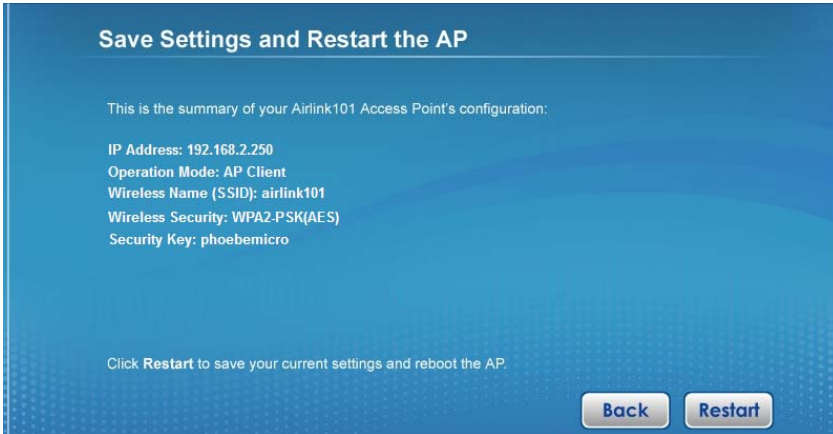 Save Settings and Restart the AP
This is the summary of your Airlink101 Access Point's configuration:
IP Address: 192.168.2.250
Operation Mode: AP Client
Wireless Name (SSID): airlink101
Wireless Security: WPA2-PSK(AES)
Security Key: phoebemicro
Click Restart to save your current settings and reboot the AP.
Back Restart